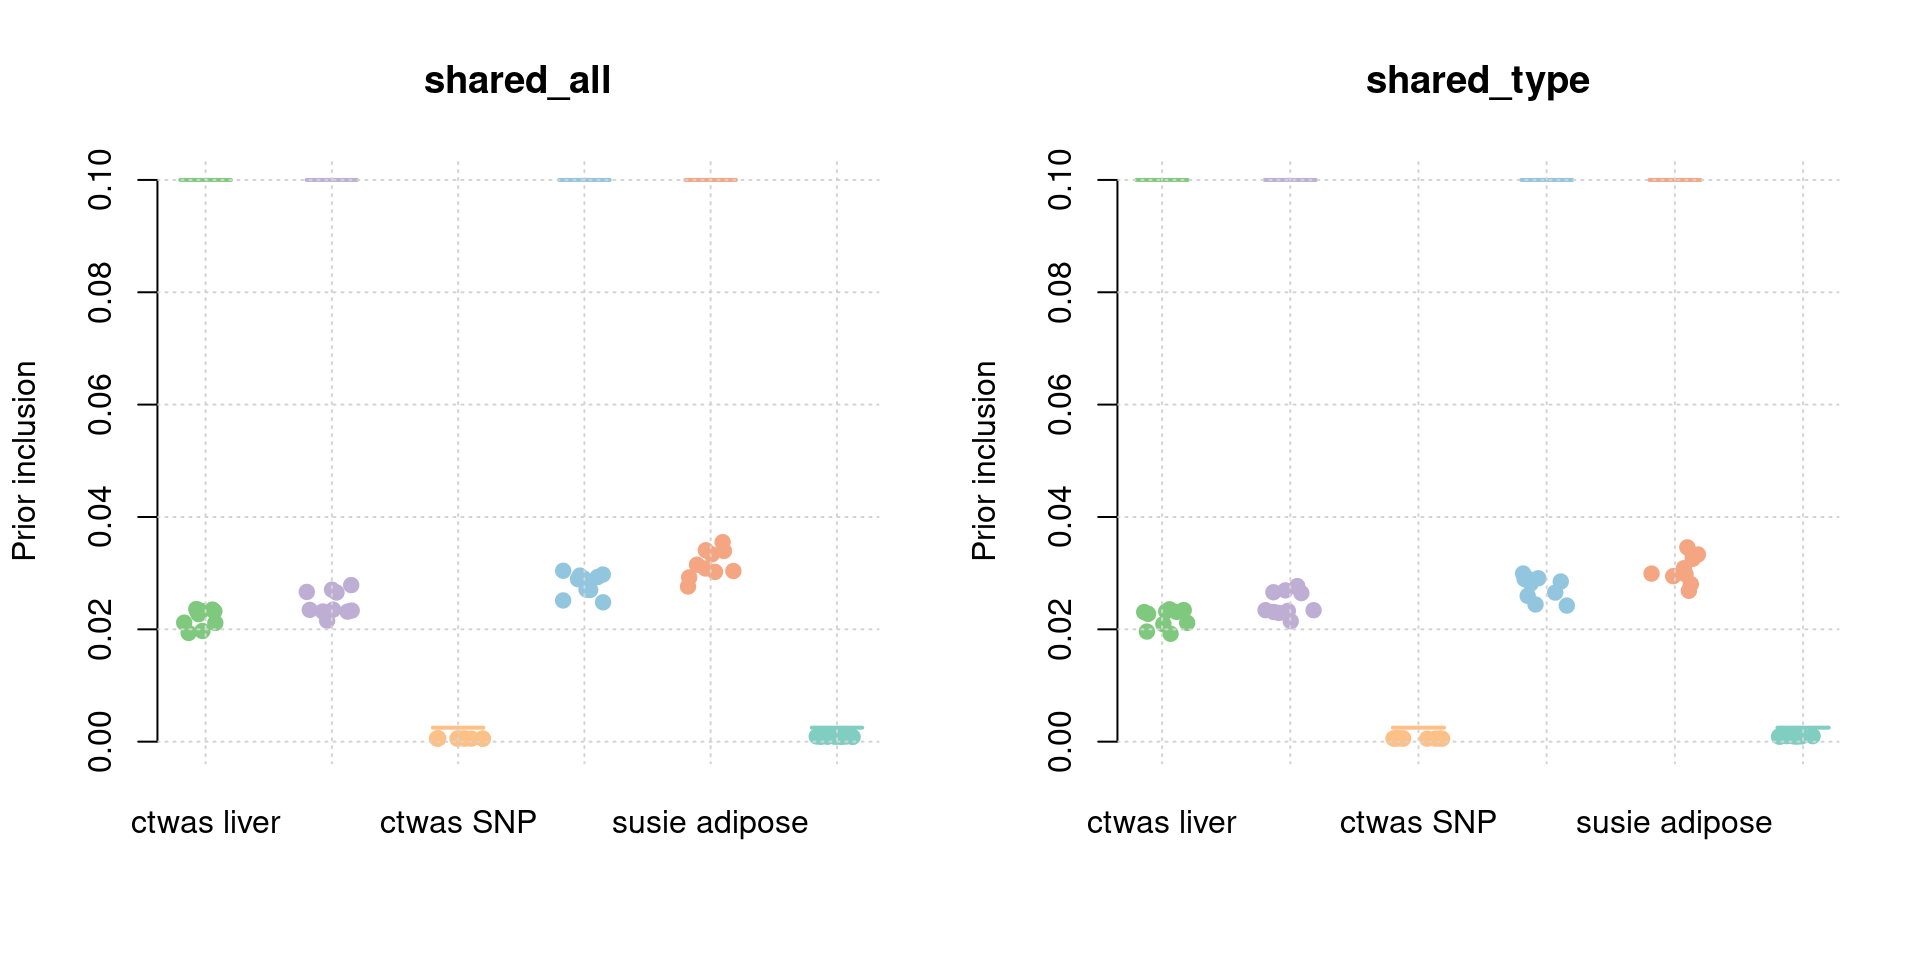 shared_all
Prior inclusion
0.10
0.08
0.06
0.04
0.02
0.00
ctwas liver
ctwas SNP
susie adipose
shared_type
Prior inclusion
0.10
0.08
0.06
0.04
0.02
0.00
ctwas liver
ctwas SNP
susie adipose